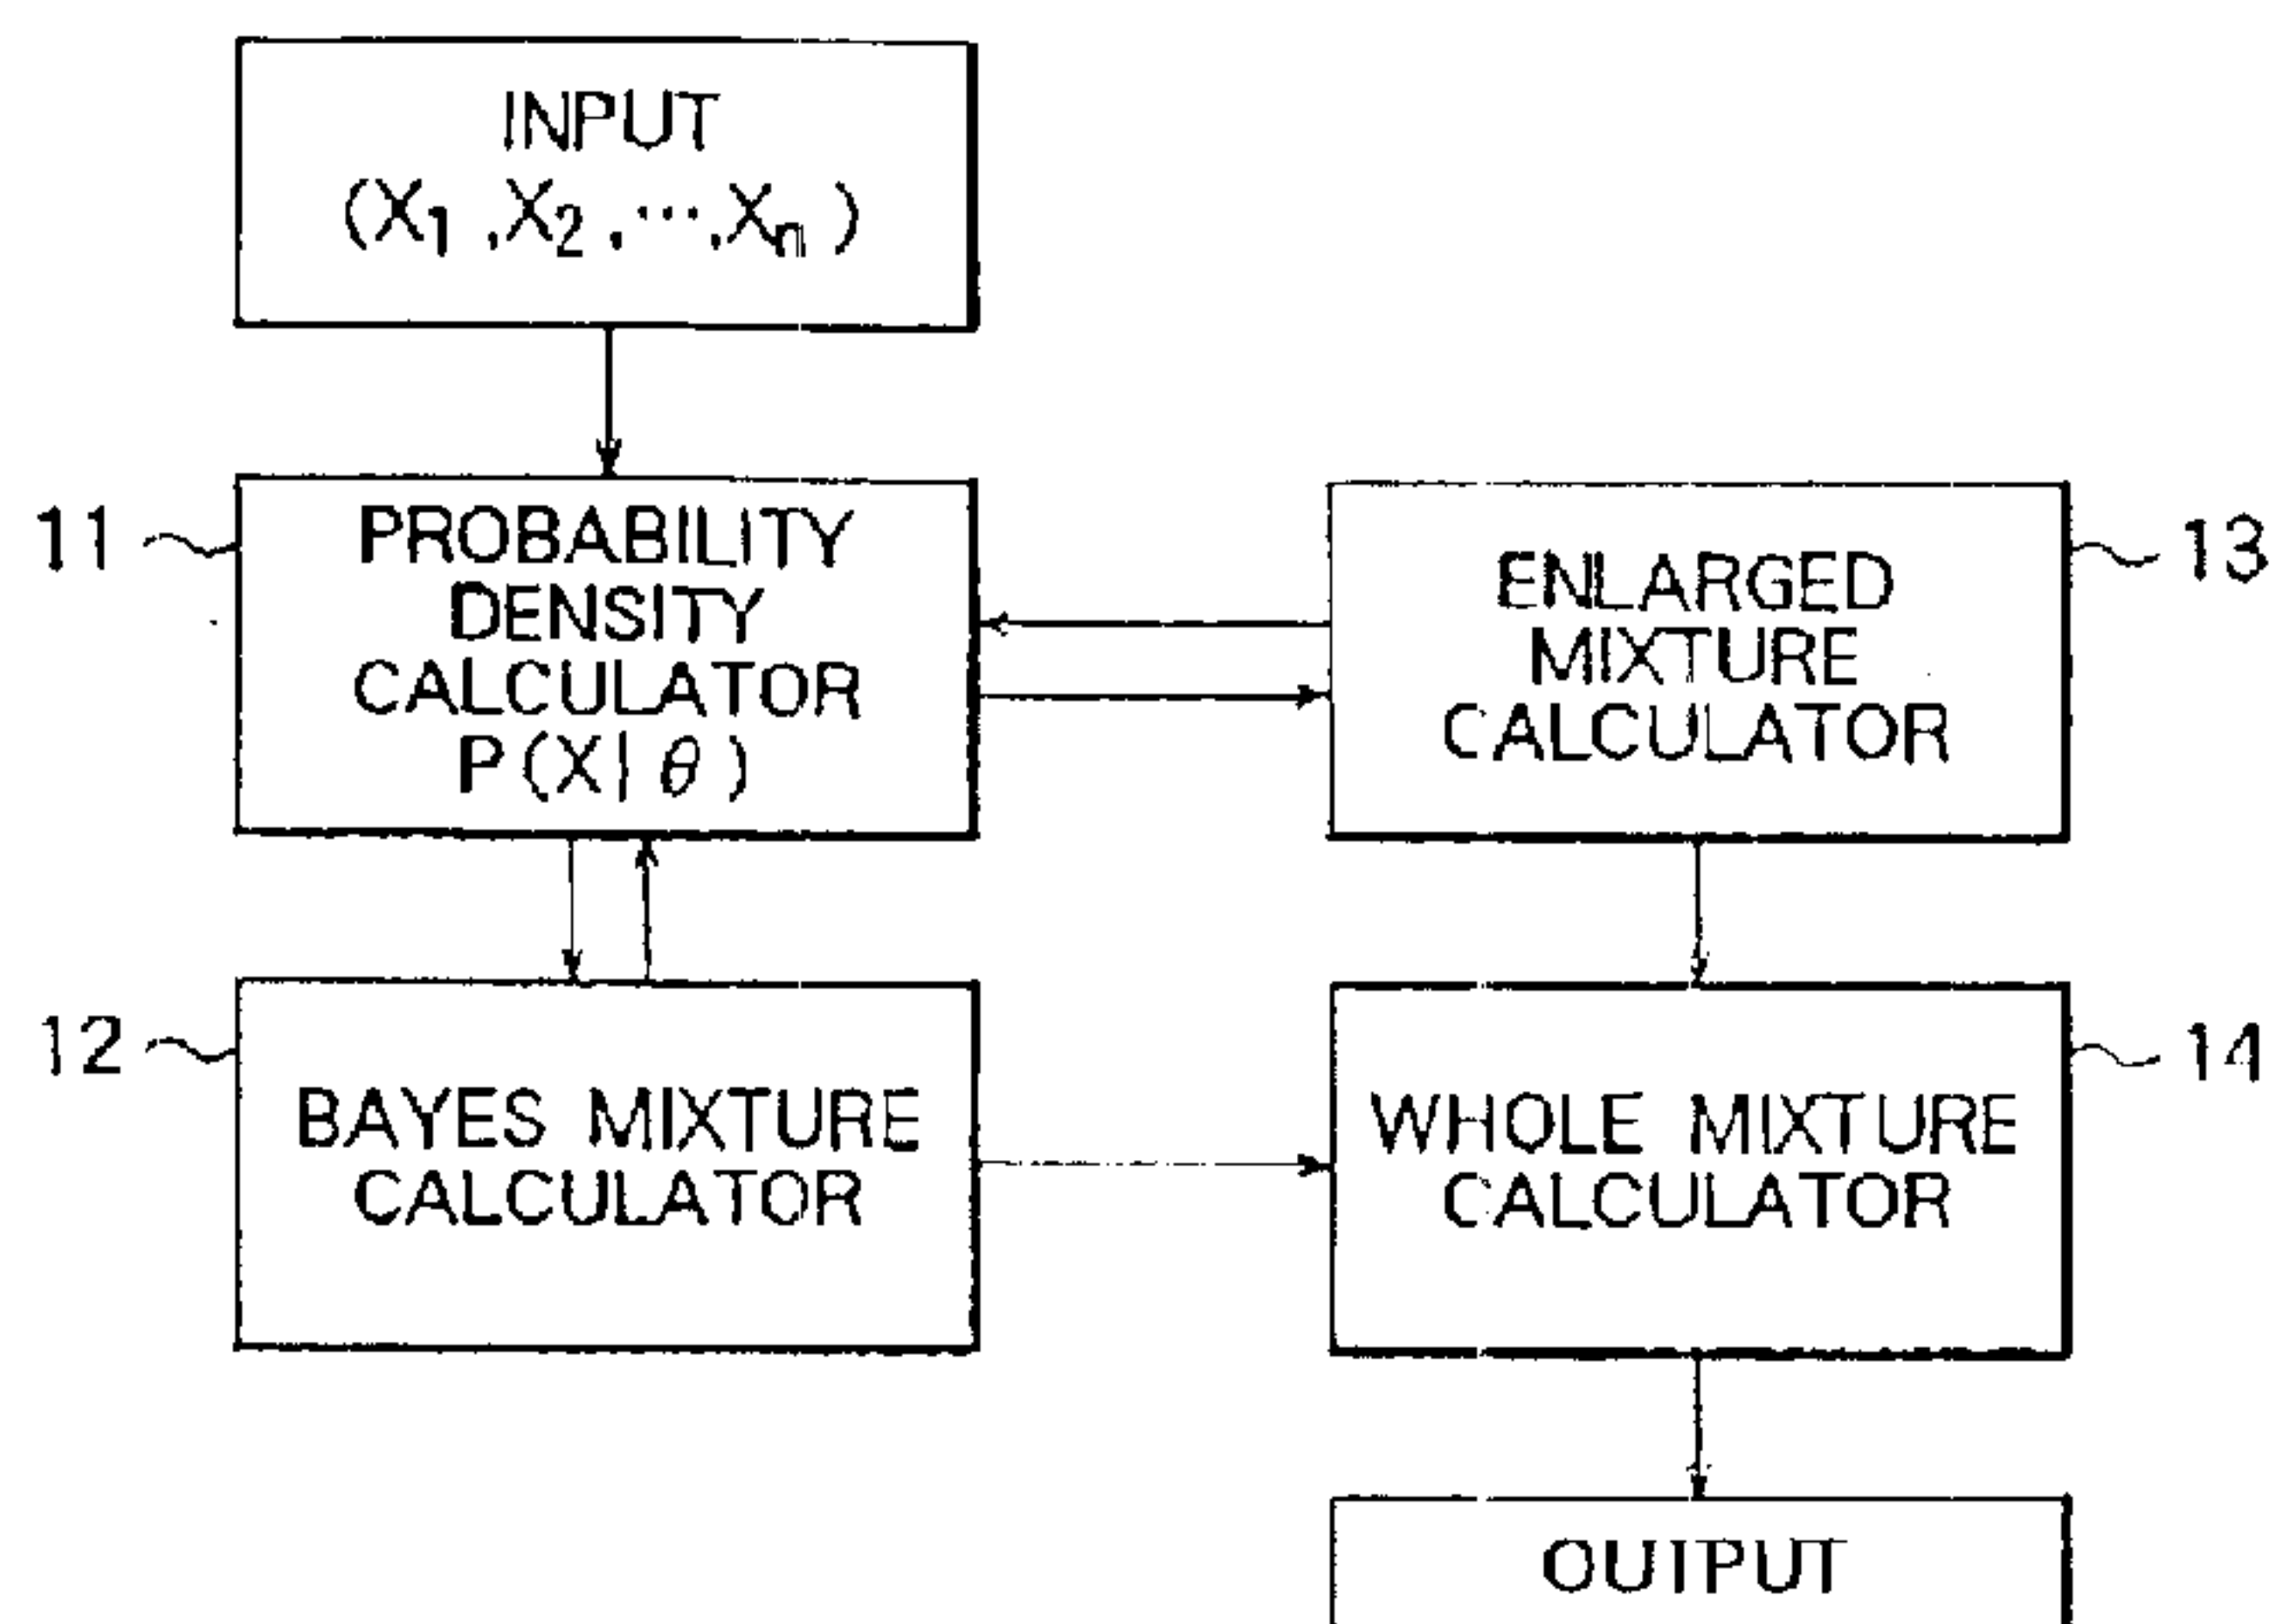 INPUT
(X1 ,X2 ,···,Xn )
11
PROBABILITY
DENSITY
CALCULATOR
P(X| θ )
13
ENLARGED
MIXTURE
CALCULATOR
12
BAYES MIXTURE
CALCULATOR
14
WHOLE MIXTURE
CALCULATOR
OUTPUT